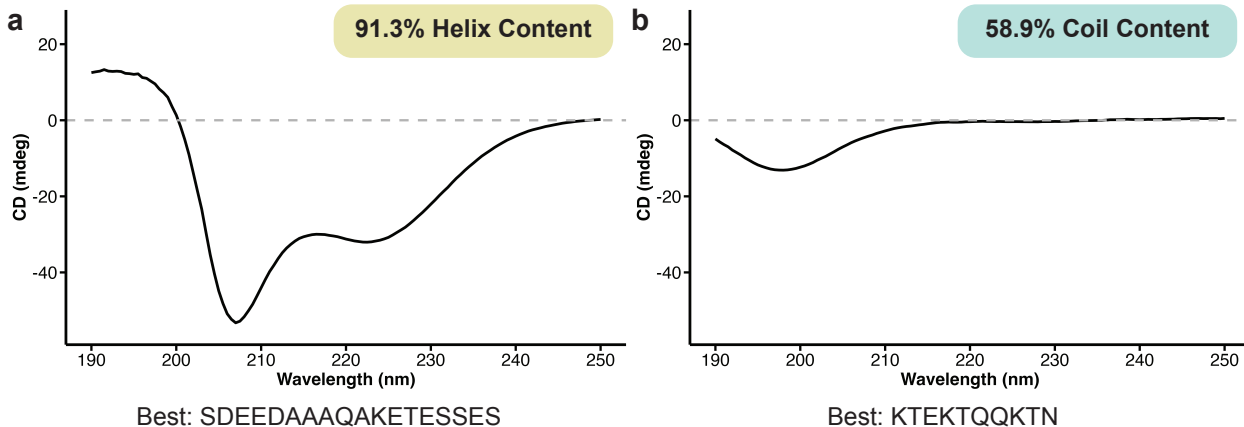 a
91.3% Helix Content
20
0
-20
-40
CD (mdeg)
190 200 210 220 230 240 250
Wavelength (nm)
Best: SDEEDAAAQAKETESSES
b
58.9% Coil Content
20
0
-20
-40
CD (mdeg)
190 200 210 220 230 240 250
Wavelength (nm)
Best: KTEKTQQKTN